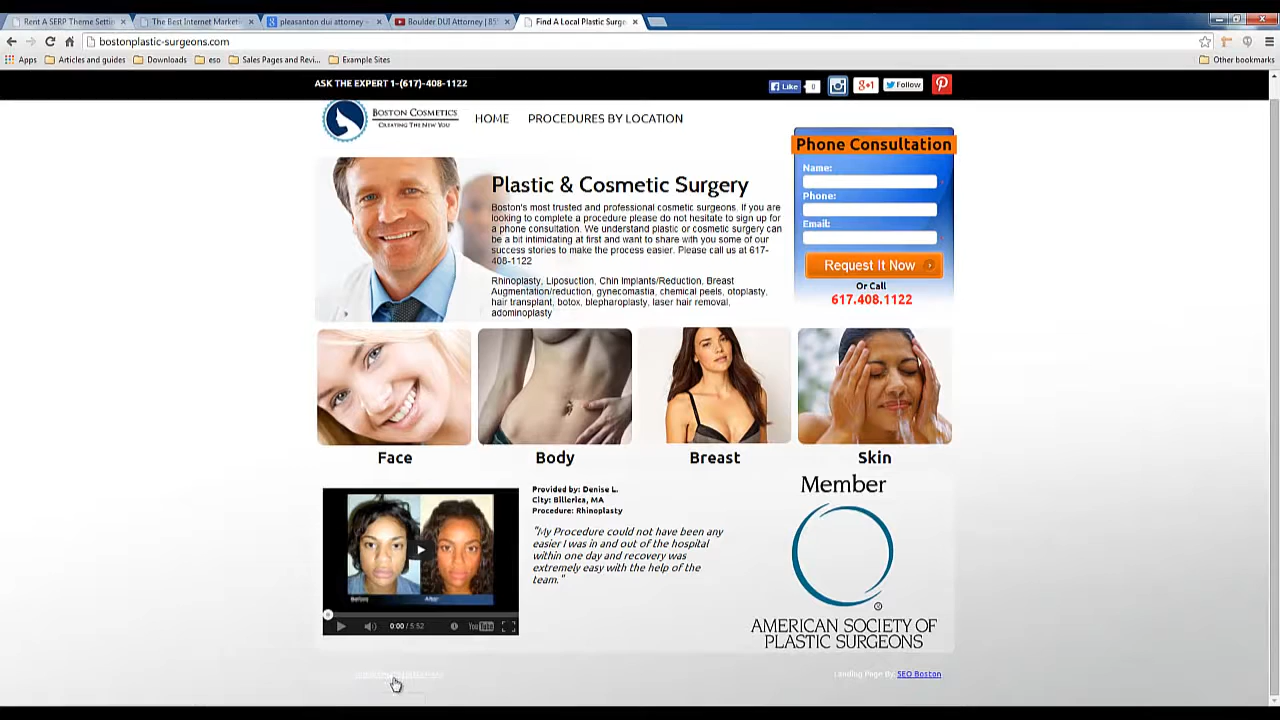 Rent A SERP Theme Settin
The Best Internet Marketi
pleasanton dui attorney -
Boulder DUI Attorney | 85
Find A Local Plastic Surge
bostonplastic-surgeons.com
Apps
Articles and guides
Downloads
eso
Sales Pages and Revi...
Example Sites
Other bookmarks
ASK THE EXPERT 1-(617)-408-1122
Like
0
+1
Follow
BOSTON COSMETICS
CREATING THE NEW YOU
HOME
PROCEDURES BY LOCATION
Plastic & Cosmetic Surgery
Boston's most trusted and professional cosmetic surgeons. If you are
looking to complete a procedure please do not hesitate to sign up for
a phone consultation. We understand plastic or cosmetic surgery can
be a bit intimidating at first and want to share with you some of our
success stories to make the process easier. Please call us at 617-
408-1122
Rhinoplasty, Liposuction, Chin Implants/Reduction, Breast
Augmentation/reduction, gynecomastia, chemical peels, otoplasty,
hair transplant, botox, blepharoplasty, laser hair removal,
adominoplasty
Phone Consultation
Name:
Phone:
Email:
Request It Now
Or Call
617.408.1122
Face
Body
Breast
Skin
Before
After
0:00 / 5:52
YouTube
Provided by: Denise L.
City: Billerica, MA
Procedure: Rhinoplasty
"My Procedure could not have been any
easier I was in and out of the hospital
within one day and recovery was
extremely easy with the help of the
team."
Member
AMERICAN SOCIETY OF
PLASTIC SURGEONS
Landing Page By: SEO Boston